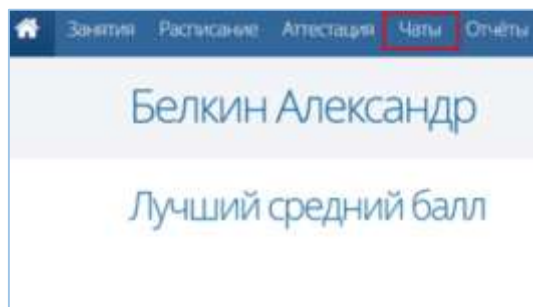 Занятия Расписание Аттестация Чаты Отчёты
Белкин Александр
Лучший средний балл